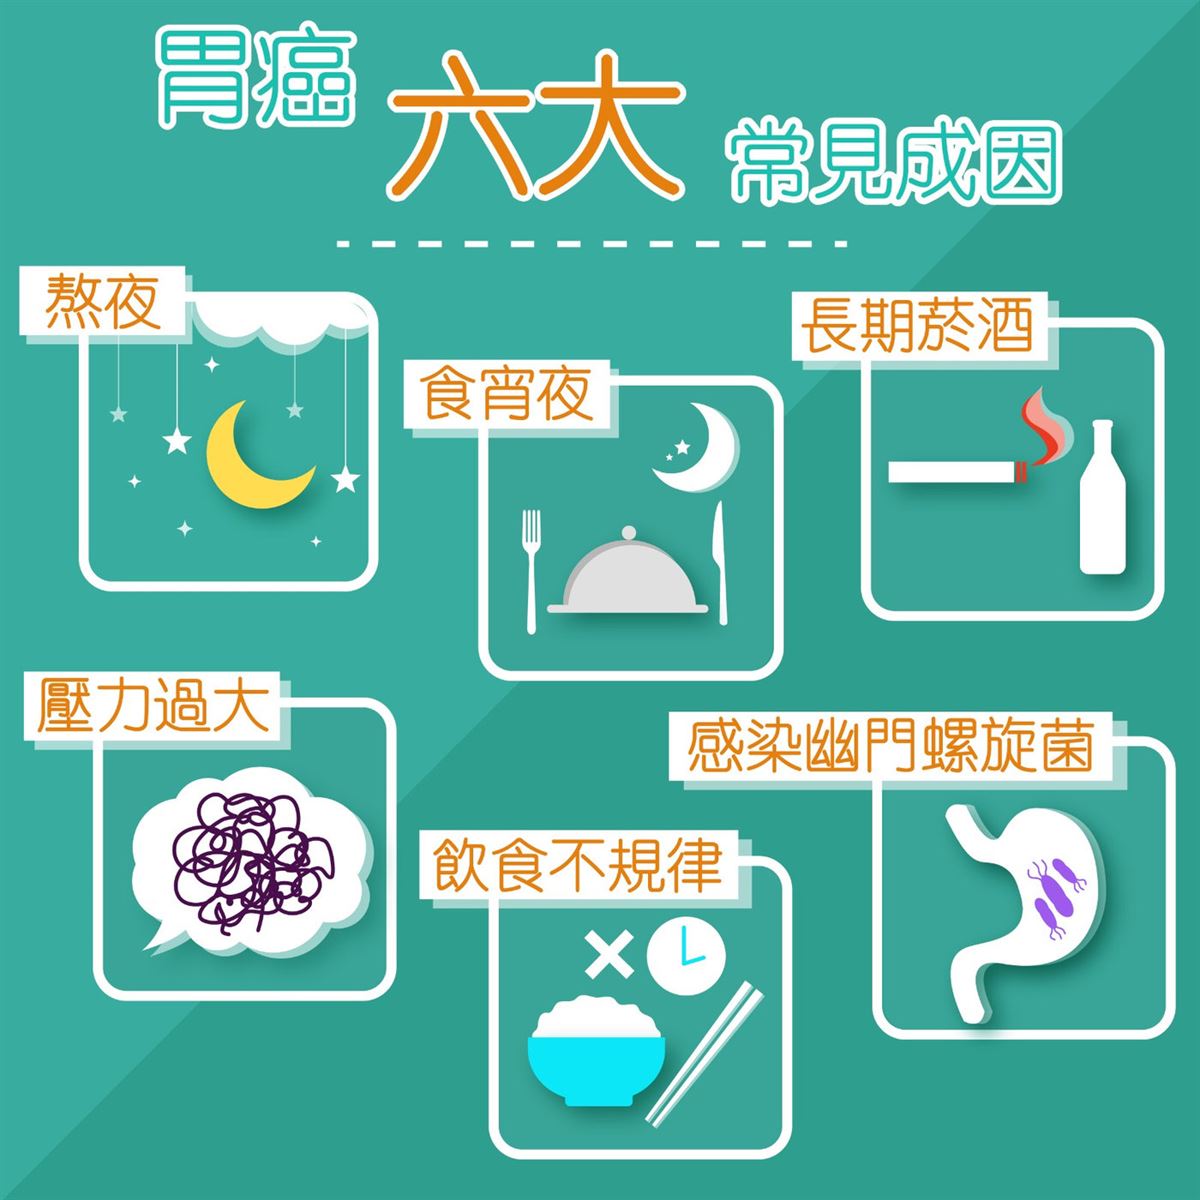 胃癌
六大
常見成因
熬夜
食宵夜
長期菸酒
壓力過大
飲食不規律
感染幽門螺旋菌